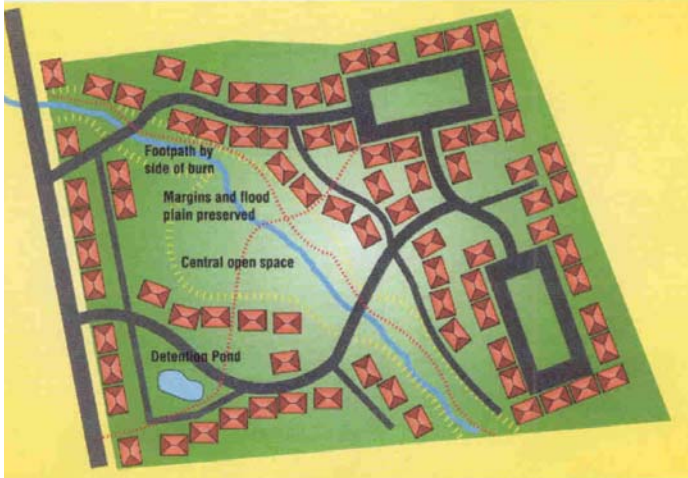 Footpath by
side of burn
Margins and flood
plain preserved
Central open space
Detention Pond